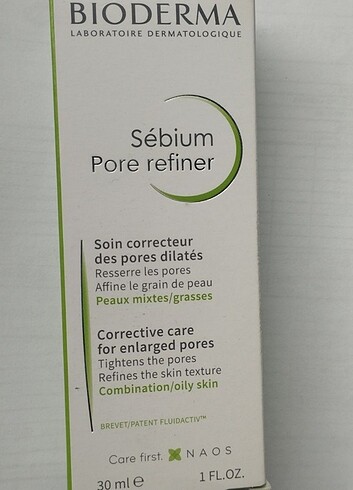 BIODERMA
LABORATOIRE DERMATOLOGIQUE
Sébium
Pore refiner
Soin correcteur
des pores dilatés
Resserre les pores
Affine le grain de peau
Peaux mixtes/grasses
Corrective care
for enlarged pores
Tightens the pores
Refines the skin texture
Combination/oily skin
BREVET/PATENT FLUIDACTIV™
Care first. NAOS
30 ml ℮ 1 FL.OZ.